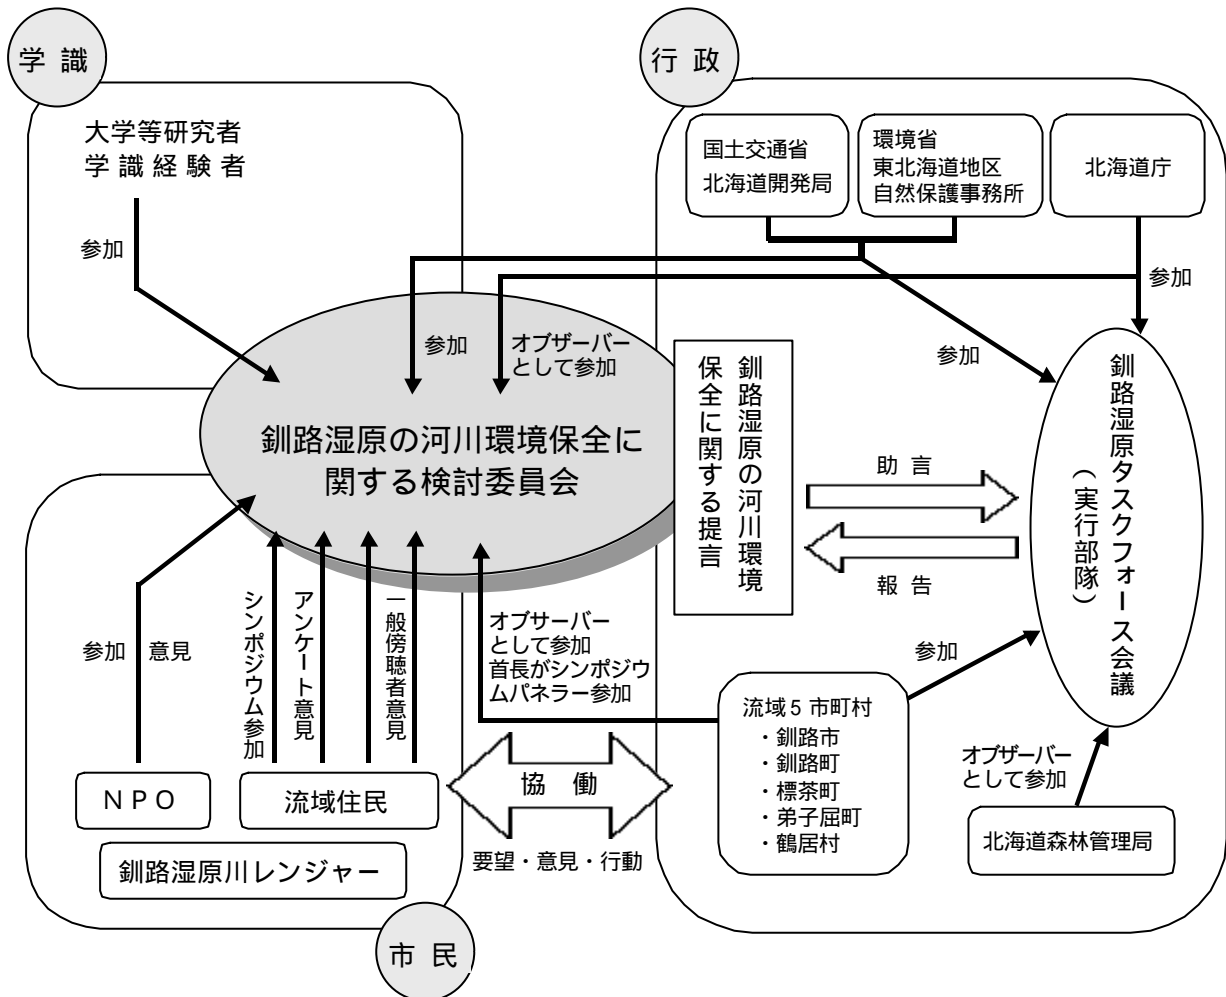 学 識
大学等研究者
学 識 経 験 者
参加
行 政
国土交通省
北海道開発局
環境省
東北海道地区
自然保護事務所
北海道庁
参加
参加
参加
オブザーバー
として参加
釧路湿原の河川環境保全に
関する検討委員会
釧路湿原の河川環境
保全に関する提言
助 言
報 告
釧路湿原タスクフォース会議
（実行部隊）
参加
意見
シンポジウム参加
アンケート意見
一般傍聴者意見
オブサーバー
として参加
首長がシンポジウ
ムパネラー参加
参加
流域5 市町村
・釧路市
・釧路町
・標茶町
・弟子屈町
・鶴居村
オブザーバー
として参加
北海道森林管理局
ＮＰＯ
流域住民
釧路湿原川レンジャー
協 働
要望・意見・行動
市 民